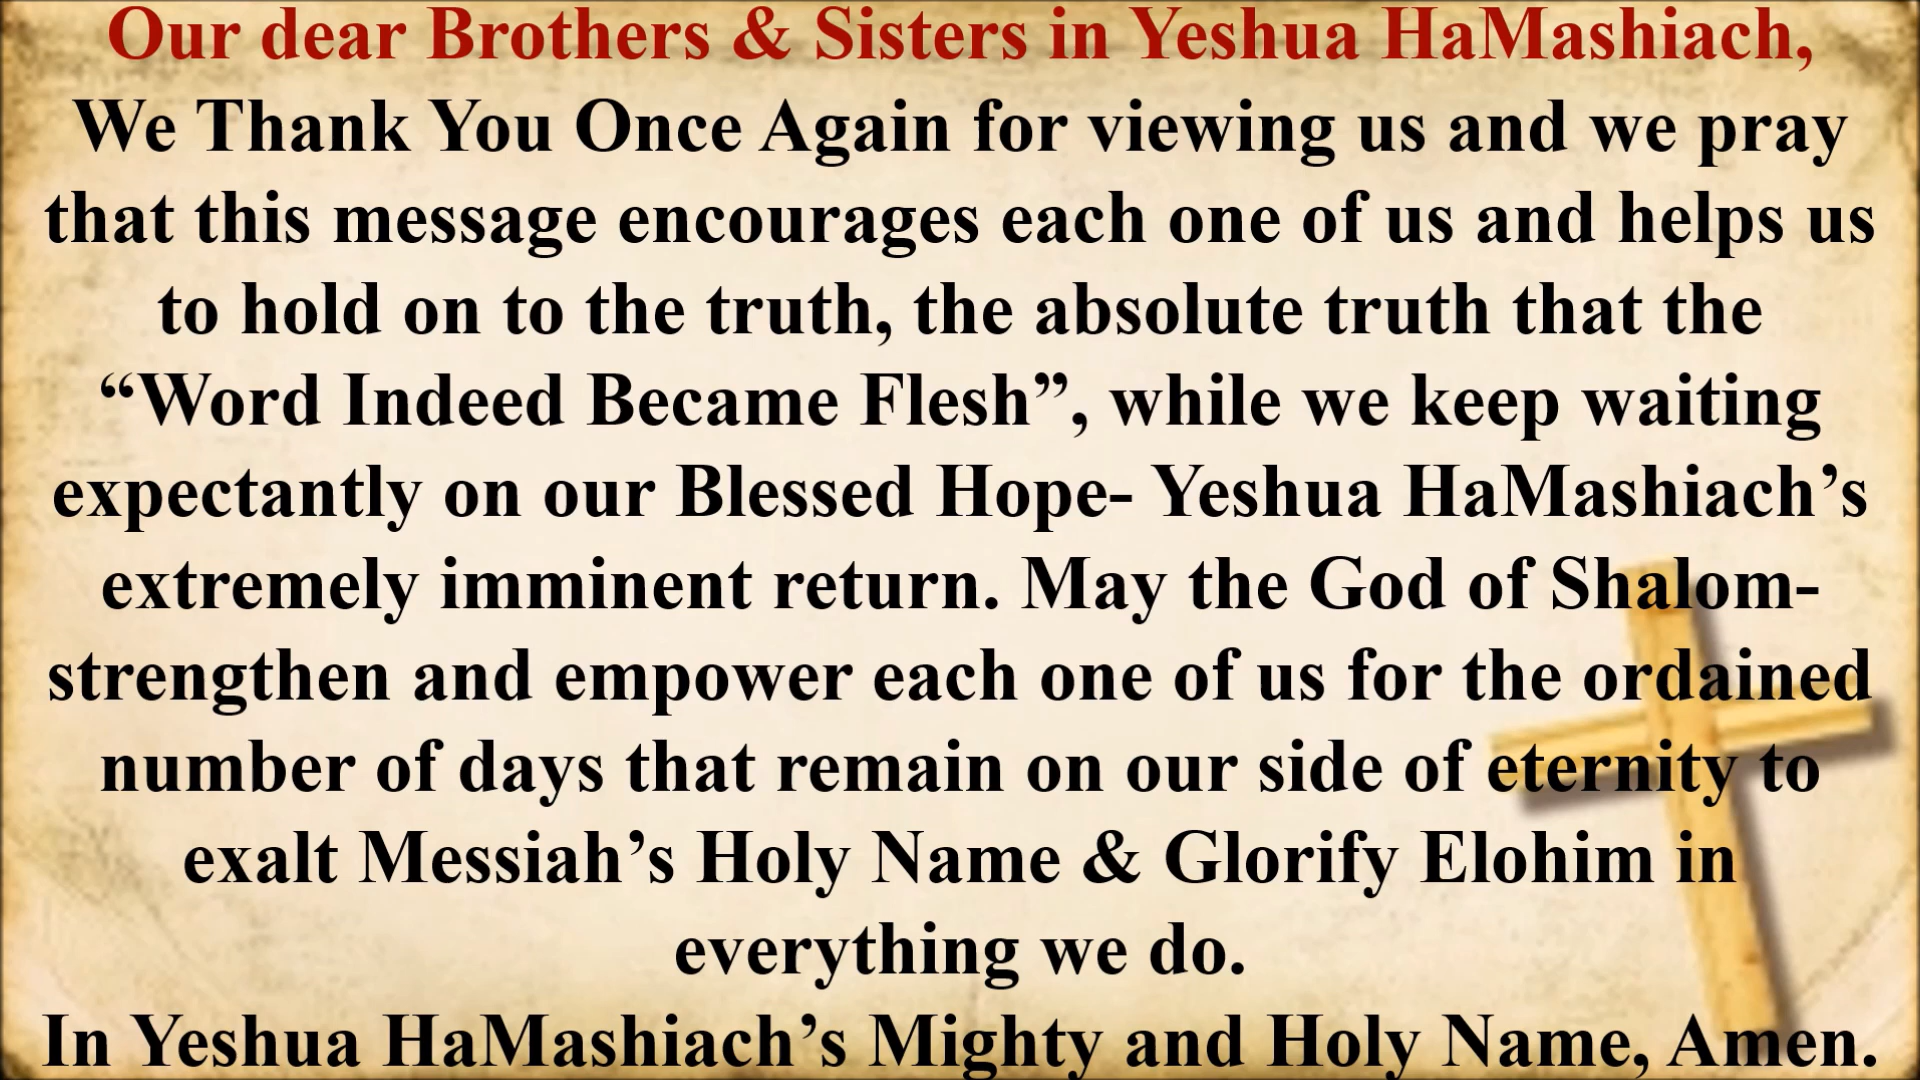 Our dear Brothers & Sisters in Yeshua HaMashiach,
We Thank You Once Again for viewing us and we pray
that this message encourages each one of us and helps us
to hold on to the truth, the absolute truth that the
“Word Indeed Became Flesh”, while we keep waiting
expectantly on our Blessed Hope- Yeshua HaMashiach’s
extremely imminent return. May the God of Shalom-
strengthen and empower each one of us for the ordained
number of days that remain on our side of eternity to
exalt Messiah’s Holy Name & Glorify Elohim in
everything we do.
In Yeshua HaMashiach’s Mighty and Holy Name, Amen.